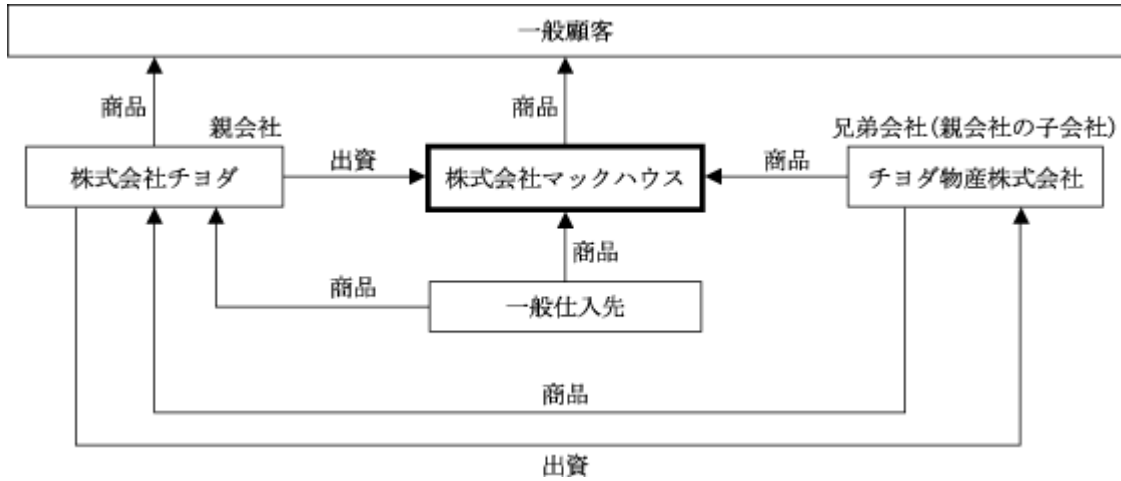 一般顧客
商品
商品
親会社
兄弟会社(親会社の子会社)
株式会社チヨダ
出資
株式会社マックハウス
商品
チヨダ物産株式会社
商品
商品
一般仕入先
商品
出資